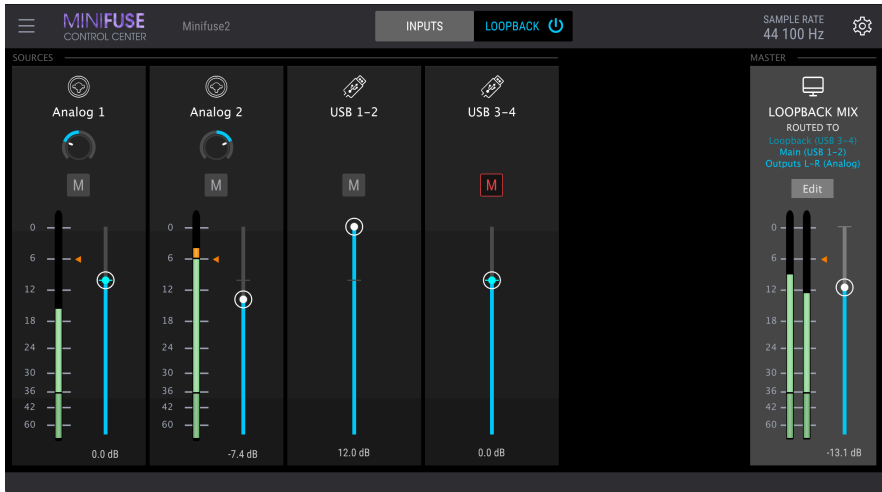 MINIFUSE
CONTROL CENTER
Minifuse2
INPUTS
LOOPBACK
SAMPLE RATE
44 100 Hz
SOURCES
MASTER
Analog 1
Analog 2
USB 1-2
USB 3-4
LOOPBACK MIX
ROUTED TO
Loopback (USB 3-4)
Main (USB 1-2)
Outputs L-R (Analog)
M
M
M
M
Edit
0
6
12
18
24
30
36
42
60
0
6
12
18
24
30
36
42
60
0
6
12
18
24
30
36
42
60
0.0 dB
-7.4 dB
12.0 dB
0.0 dB
-13.1 dB